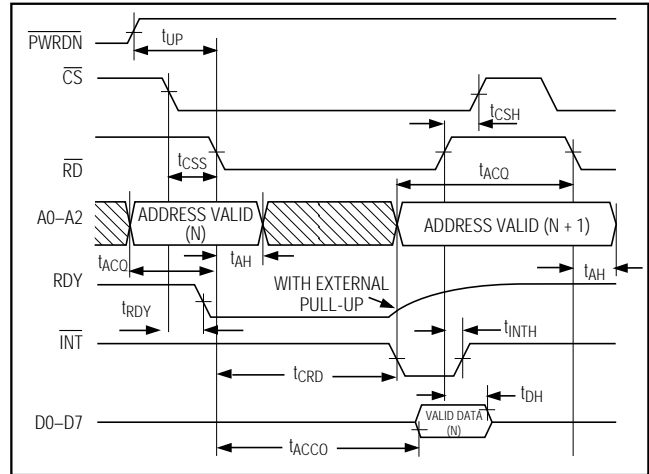 PWRDN
tUP
CS
tCSH
tCSS
RD
tACQ
A0–A2
ADDRESS VALID
(N)
ADDRESS VALID (N + 1)
tACQ
tAH
tAH
RDY
WITH EXTERNAL
PULL-UP
tRDY
tINTH
INT
tCRD
tDH
D0–D7
VALID DATA
(N)
tACCO